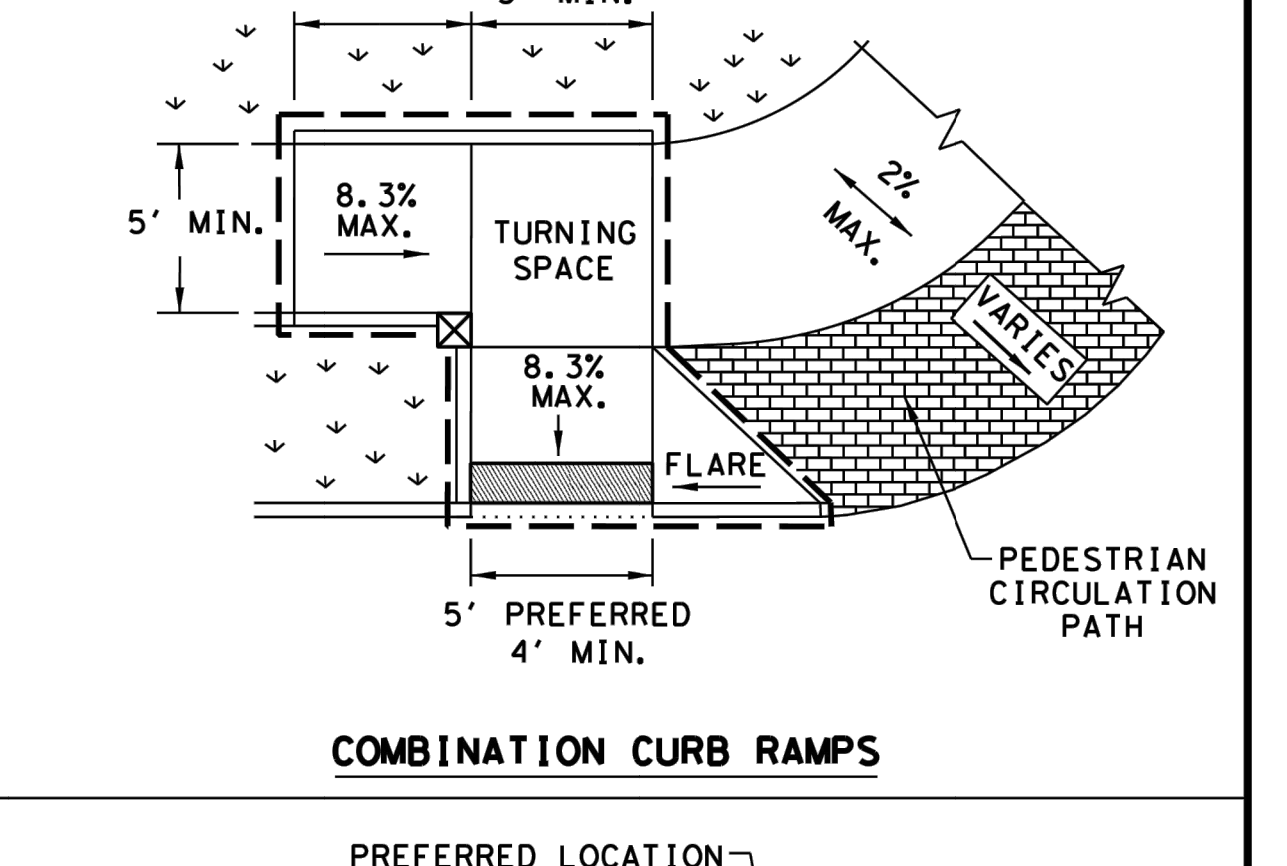 MIN.
8.3%
MAX.
5' MIN.
TURNING
SPACE
2%
MAX.
VARIES
8.3%
MAX.
FLARE
PEDESTRIAN
CIRCULATION
PATH
5' PREFERRED
4' MIN.
COMBINATION CURB RAMPS
PREFERRED LOCATION